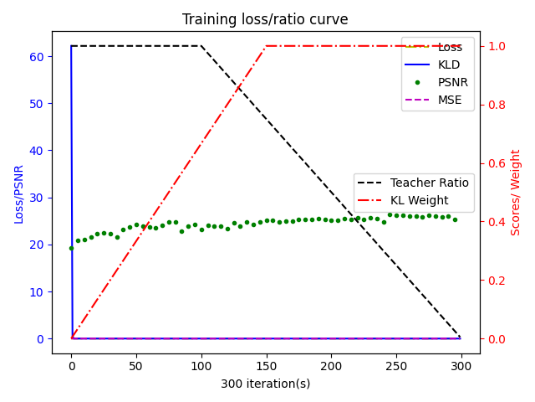 Training loss/ratio curve
Loss
KLD
PSNR
MSE
Teacher Ratio
KL Weight
Loss/PSNR
0
10
20
30
40
50
60
Scores/ Weight
0.0
0.2
0.4
0.6
0.8
1.0
0 50 100 150 200 250 300
300 iteration(s)